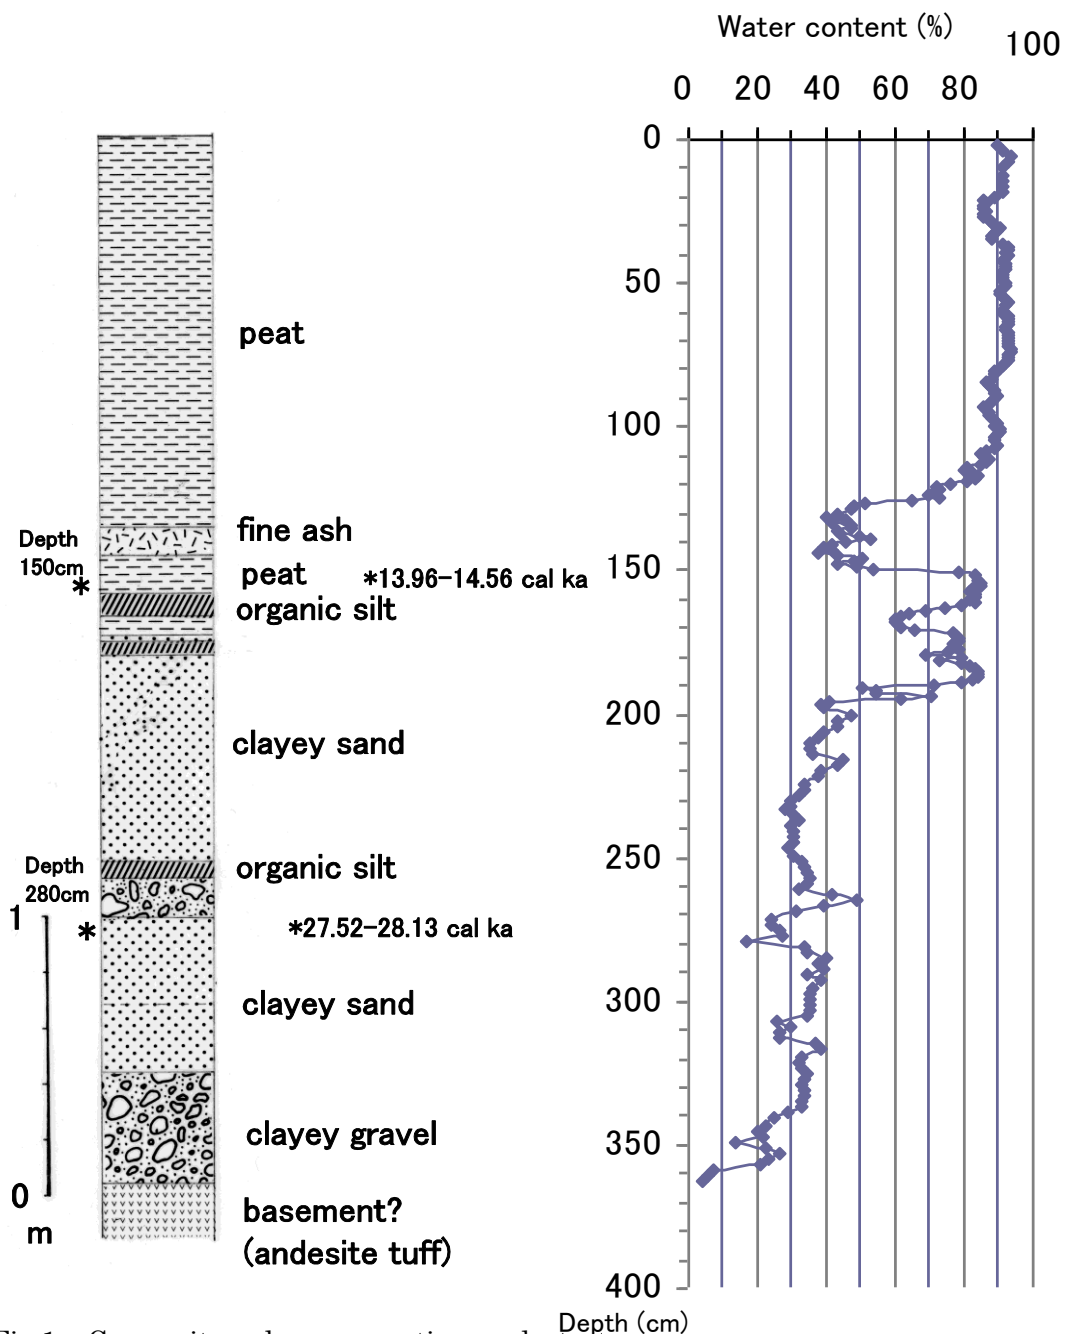 Water content (%)
0 20 40 60 80 100
0
50
100
150
200
250
300
350
400
Depth (cm)
peat
fine ash
Depth
150cm
*
peat *13.96–14.56 cal ka
organic silt
clayey sand
Depth
280cm
organic silt
1
*
*27.52–28.13 cal ka
clayey sand
clayey gravel
0
m
basement?
(andesite tuff)